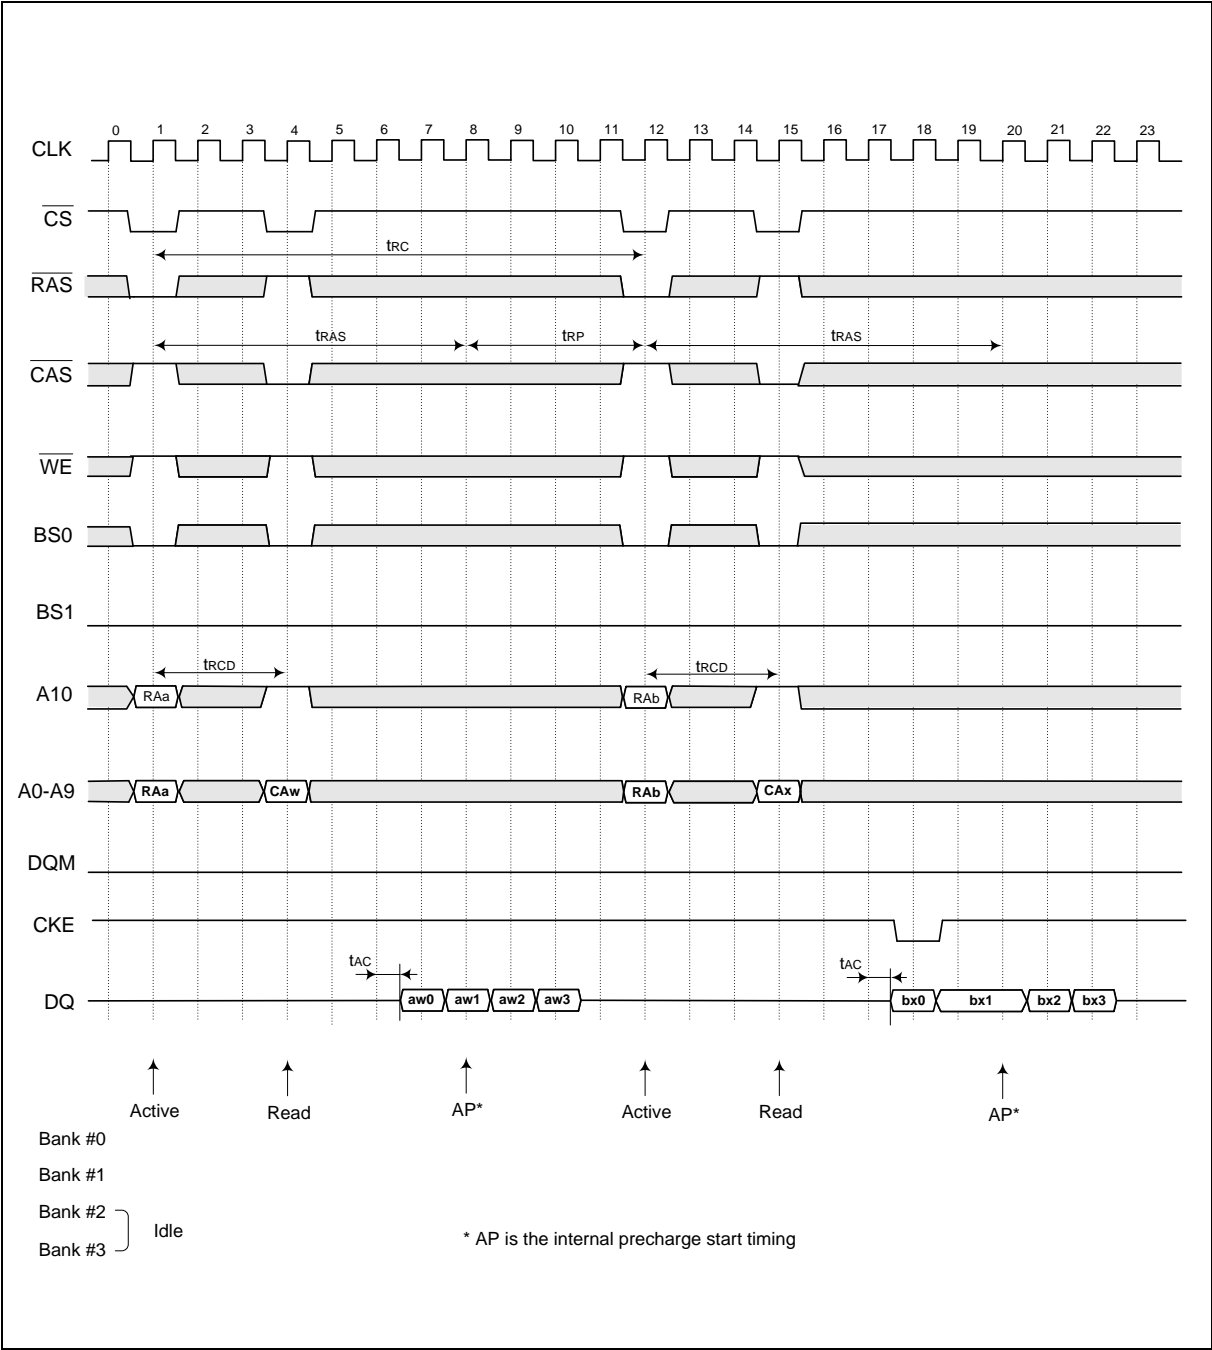 0 1 2 3 4 5 6 7 8 9 10 11 12 13 14 15 16 17 18 19 20 21 22 23
CLK
CS
tRC
RAS
tRAS tRP tRAS
CAS
WE
BS0
BS1
tRCD tRCD
A10 RAa RAb
A0-A9 RAa CAw RAb CAx
DQM
CKE
tAC tAC
DQ aw0 aw1 aw2 aw3 bx0 bx1 bx2 bx3
Active Read AP* Active Read AP*
Bank #0
Bank #1
Bank #2
Idle
Bank #3
* AP is the internal precharge start timing